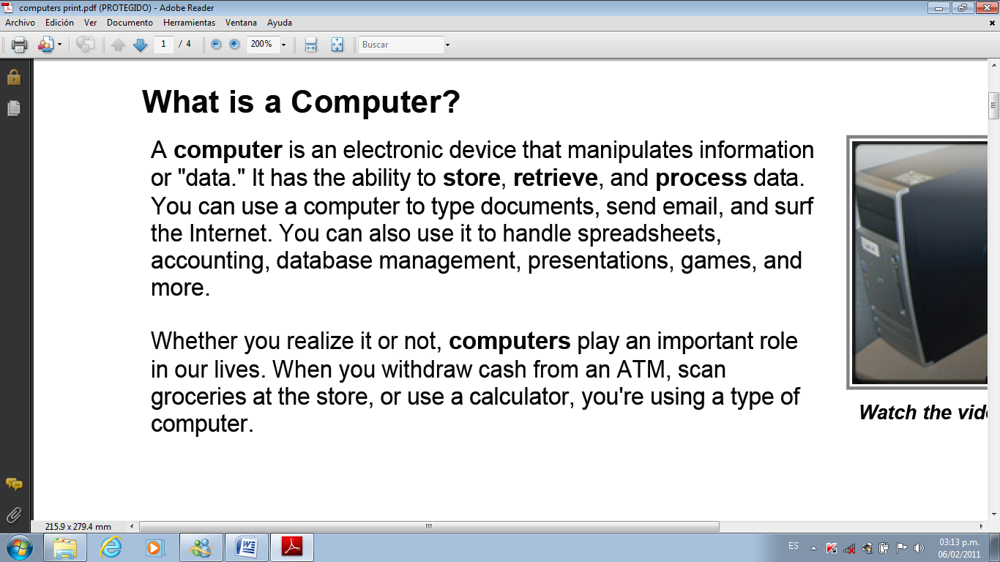 computers print.pdf (PROTEGIDO) - Adobe Reader
Archivo Edición Ver Documento Herramientas Ventana Ayuda
1 / 4 200% Buscar
What is a Computer?
A computer is an electronic device that manipulates information
or "data." It has the ability to store, retrieve, and process data.
You can use a computer to type documents, send email, and surf
the Internet. You can also use it to handle spreadsheets,
accounting, database management, presentations, games, and
more.
Whether you realize it or not, computers play an important role
in our lives. When you withdraw cash from an ATM, scan
groceries at the store, or use a calculator, you're using a type of
computer.
Watch the vid
215.9 x 279.4 mm
ES 03:13 p.m.
06/02/2011